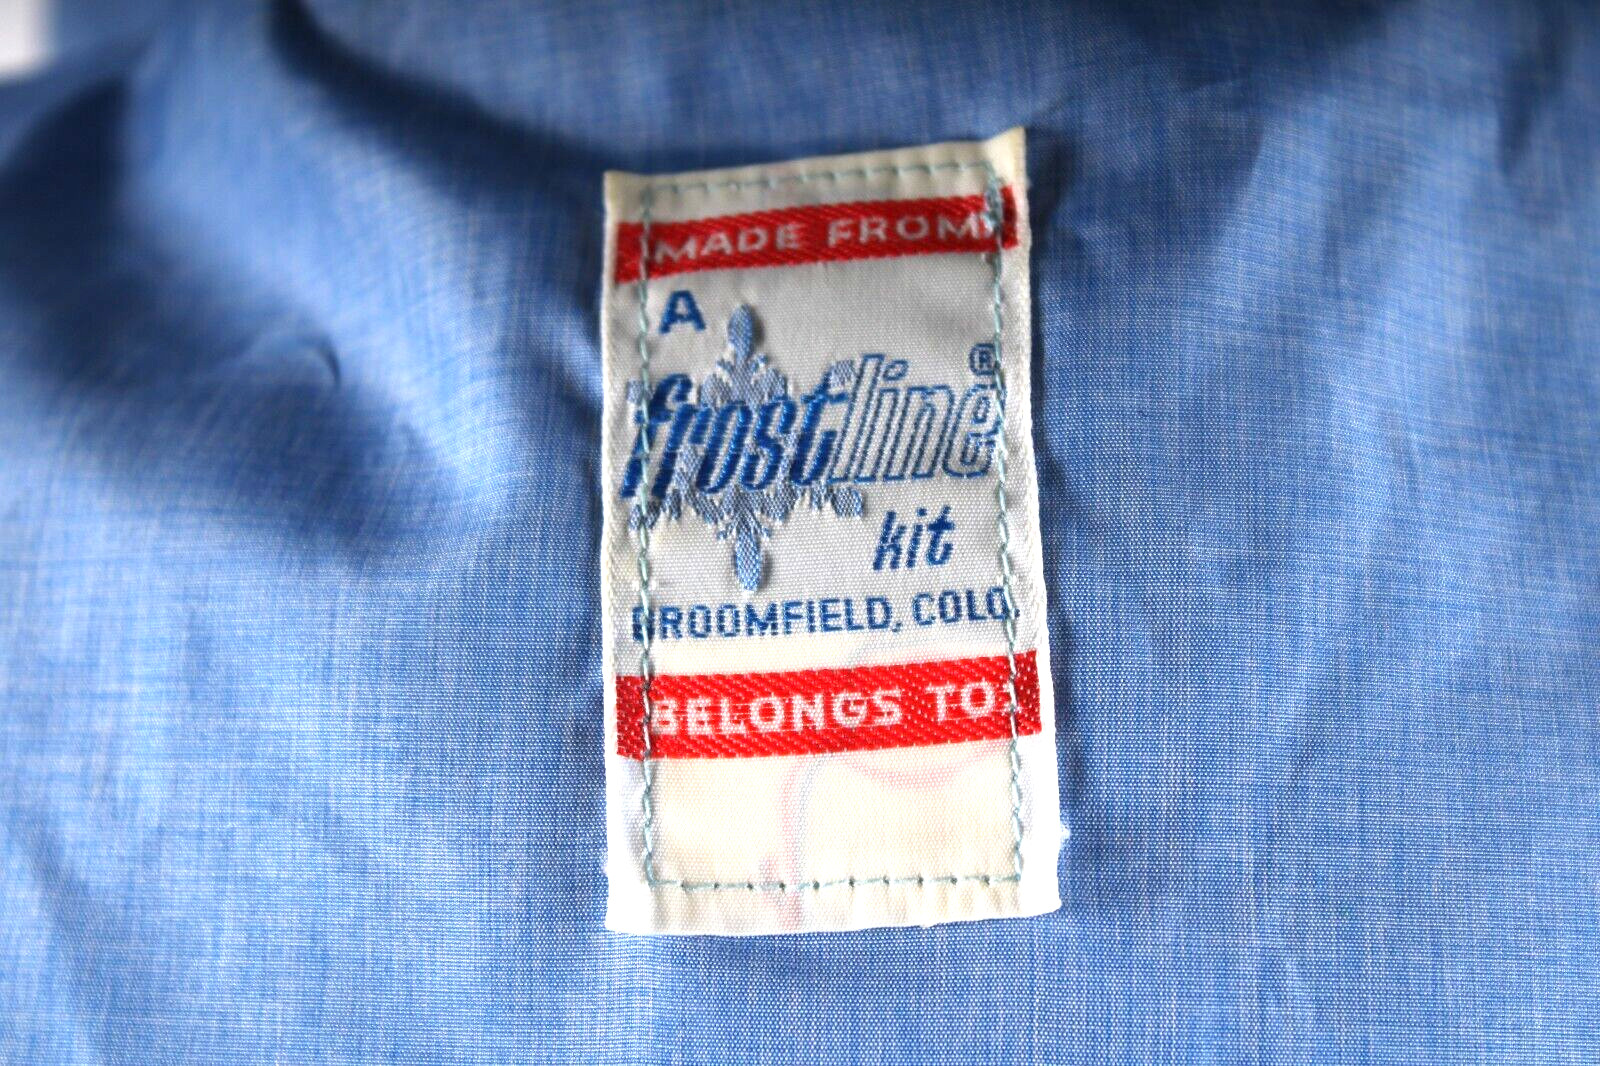 MADE FROM:
A
frostline®
kit
BROOMFIELD, COLO.
BELONGS TO: